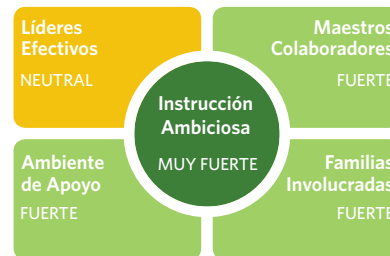 Líderes
Efectivos
NEUTRAL
Maestros
Colaboradores
FUERTE
Instrucción
Ambiciosa
MUY FUERTE
Ambiente
de Apoyo
FUERTE
Familias
Involucradas
FUERTE